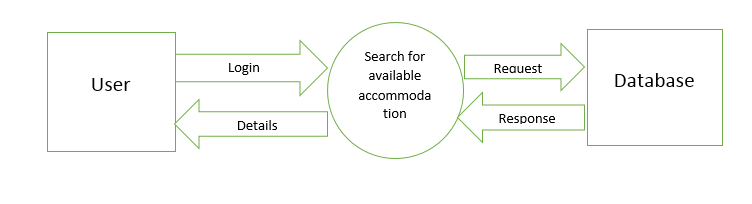 User
Login
Details
Search for
available
accommoda
tion
Request
Response
Database